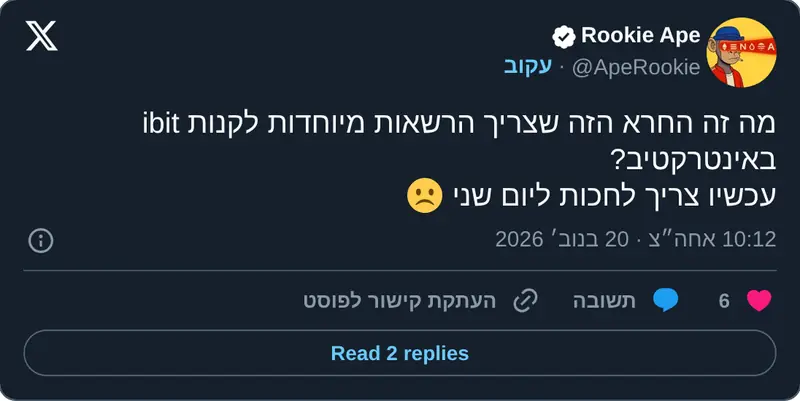 Rookie Ape
@ApeRookie · עקוב
מה זה החרא הזה שצריך הרשאות מיוחדות לקנות ibit
באינטרקטיב?
עכשיו צריך לחכות ליום שני 🙁
10:12 אחה״צ · 20 בנוב׳ 2026
6 תשובה העתקת קישור לפוסט
Read 2 replies